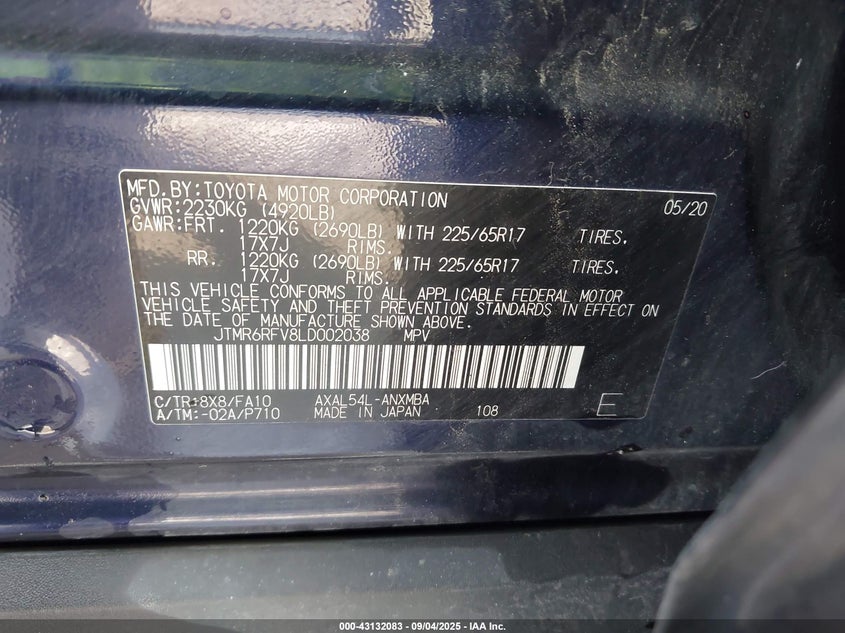 MFD. BY: TOYOTA MOTOR CORPORATION 05/20
GVWR: 2230KG (4920LB)
GAWR: FRT. 1220KG (2690LB) WITH 225/65R17 TIRES.
17X7J RIMS.
RR. 1220KG (2690LB) WITH 225/65R17 TIRES.
17X7J RIMS.
THIS VEHICLE CONFORMS TO ALL APPLICABLE FEDERAL MOTOR
VEHICLE SAFETY AND THEFT PREVENTION STANDARDS IN EFFECT ON
THE DATE OF MANUFACTURE SHOWN ABOVE.
JTMR6RFV8LD002038 MPV
C/TR:8X8/FA10 AXAL54L-ANXMBA
A/TM:-02A/P710 MADE IN JAPAN 108 E
000-43132083 - 09/04/2025 - IAA Inc.